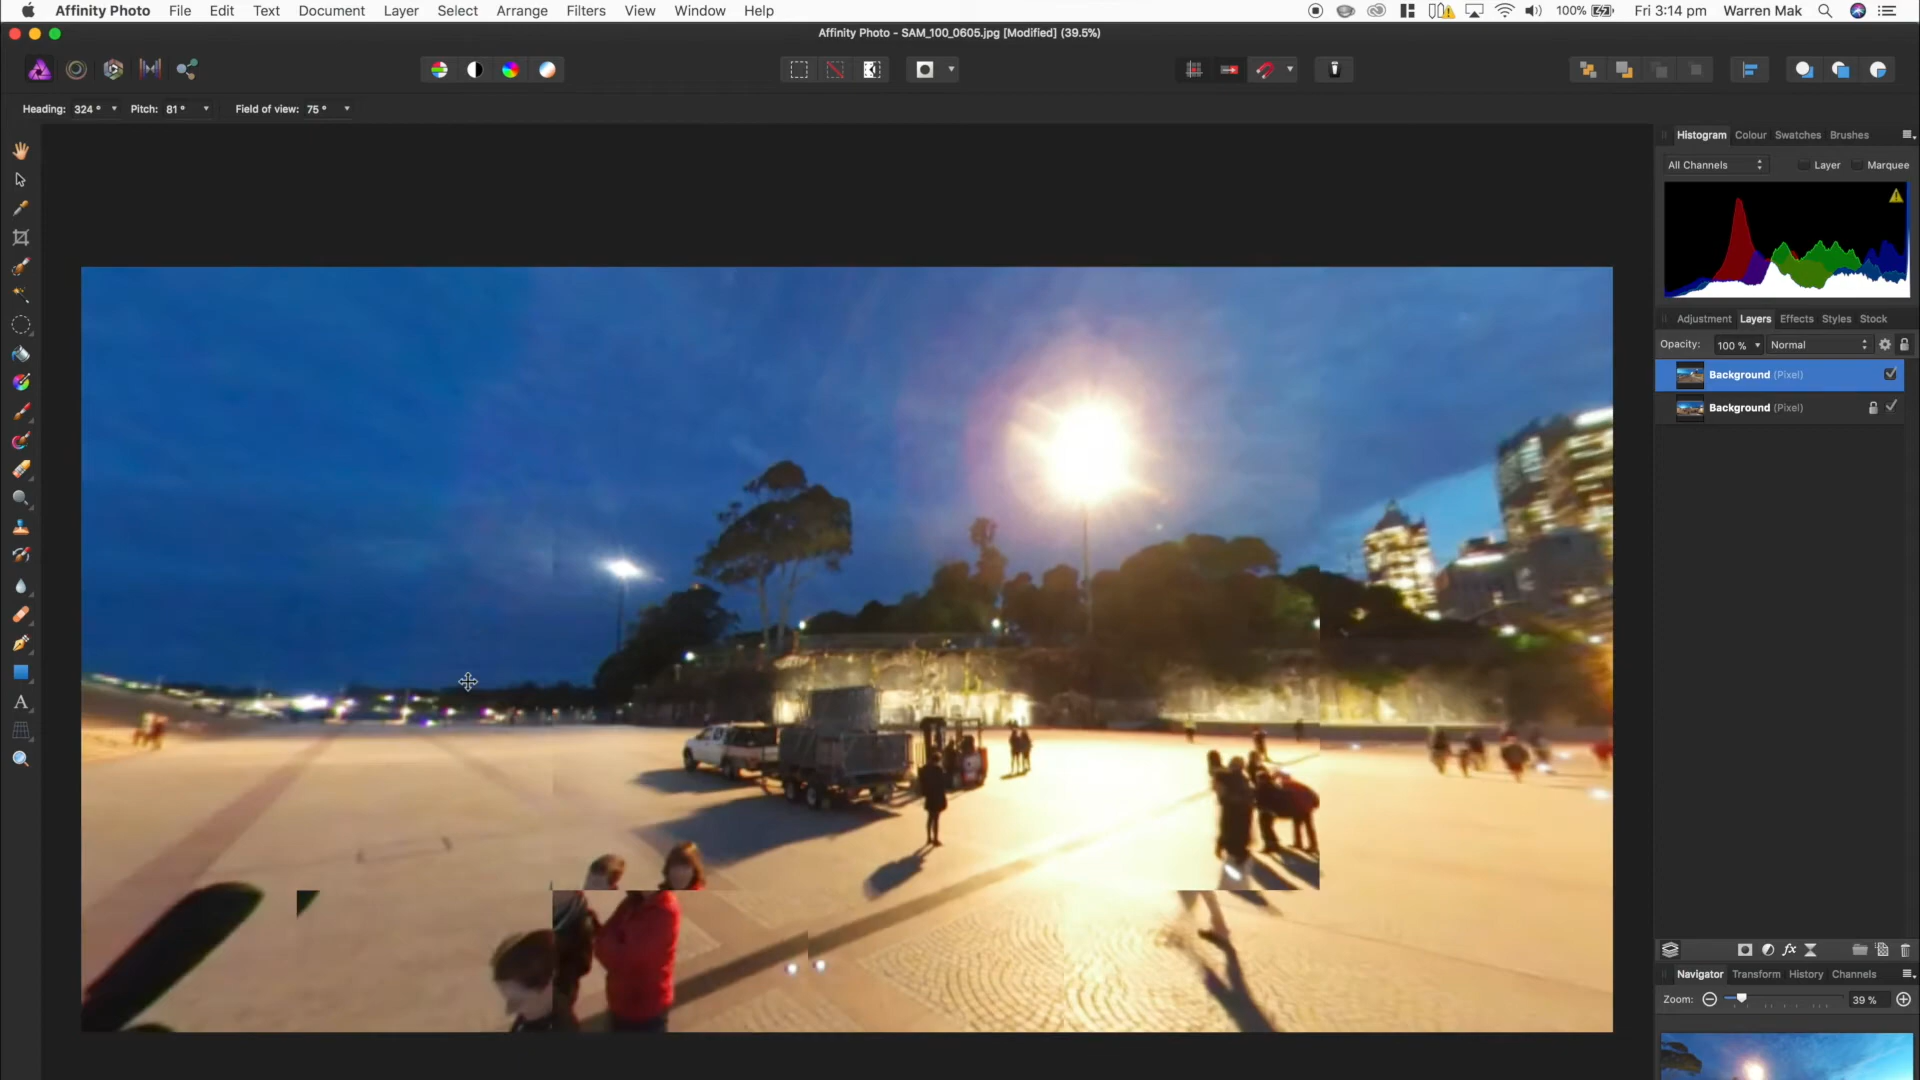 Affinity Photo File Edit Text Document Layer Select Arrange Filters View Window Help 100% Fri 3:14 pm Warren Mak
Affinity Photo - SAM_100_0605.jpg [Modified] (39.5%)
Heading: 324 ° Pitch: 81 ° Field of view: 75 °
Histogram Colour Swatches Brushes
All Channels Layer Marquee
Adjustment Layers Effects Styles Stock
Opacity: 100 % Normal
Background (Pixel)
Background (Pixel)
Navigator Transform History Channels
Zoom: 39 %